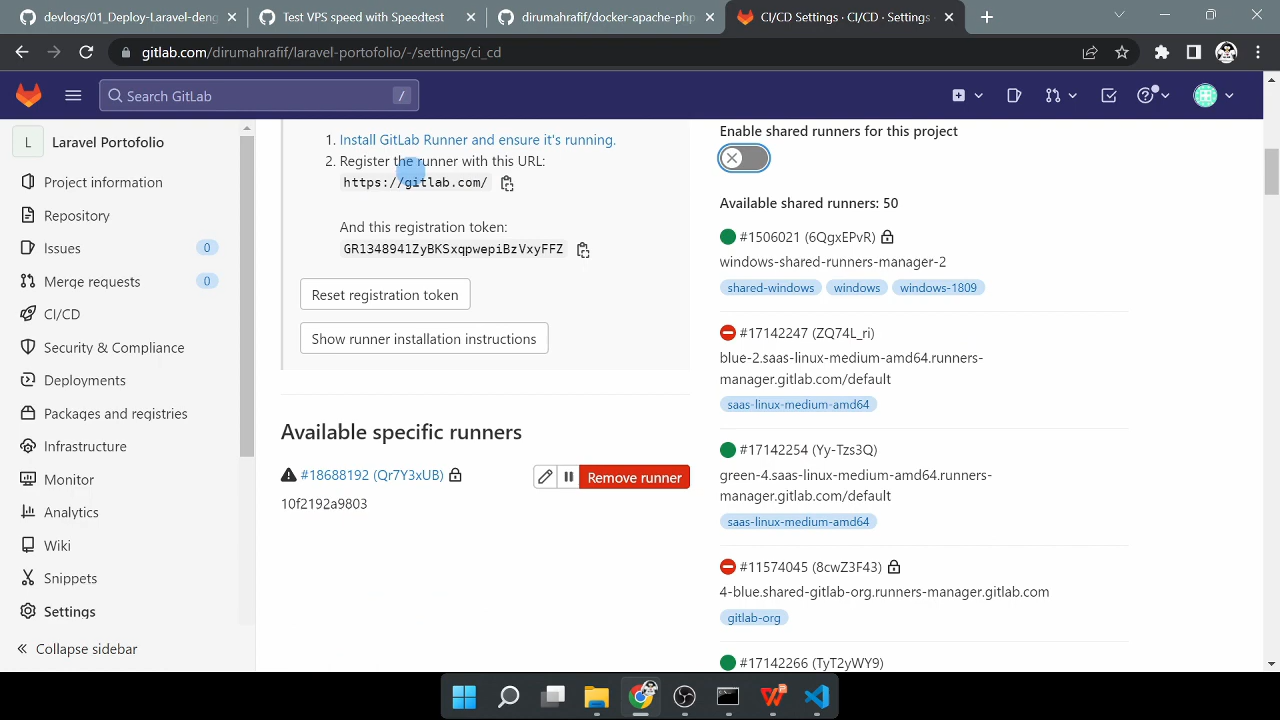 devlogs/01_Deploy-Laravel-deng
Test VPS speed with Speedtest
dirumahrafif/docker-apache-php
CI/CD Settings · CI/CD · Settings
gitlab.com/dirumahrafif/laravel-portofolio/-/settings/ci_cd
Search GitLab /
L Laravel Portofolio
Project information
Repository
Issues 0
Merge requests 0
CI/CD
Security & Compliance
Deployments
Packages and registries
Infrastructure
Monitor
Analytics
Wiki
Snippets
Settings
Collapse sidebar
1. Install GitLab Runner and ensure it's running.
2. Register the runner with this URL:
https://gitlab.com/
And this registration token:
GR1348941ZyBKSxqpwepiBzVxyFFZ
Reset registration token
Show runner installation instructions
Available specific runners
#18688192 (Qr7Y3xUB)
Remove runner
10f2192a9803
Enable shared runners for this project
Available shared runners: 50
#1506021 (6QgxEPvR)
windows-shared-runners-manager-2
shared-windows windows windows-1809
#17142247 (ZQ74L_ri)
blue-2.saas-linux-medium-amd64.runners-
manager.gitlab.com/default
saas-linux-medium-amd64
#17142254 (Yy-Tzs3Q)
green-4.saas-linux-medium-amd64.runners-
manager.gitlab.com/default
saas-linux-medium-amd64
#11574045 (8cwZ3F43)
4-blue.shared-gitlab-org.runners-manager.gitlab.com
gitlab-org
#17142266 (TyT2yWY9)